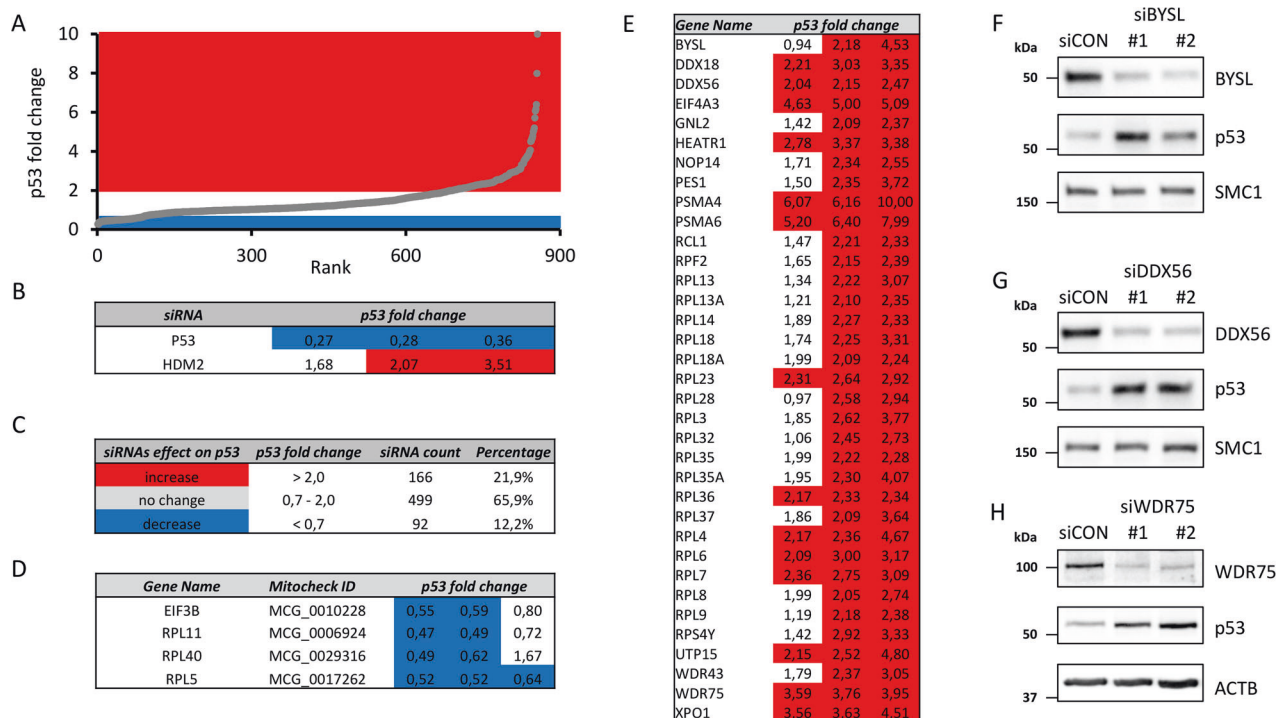 A
p53 fold change
10
8
6
4
2
0
0 300 600 900
Rank
B
siRNA p53 fold change
P53 0,27 0,28 0,36
HDM2 1,68 2,07 3,51
C
siRNAs effect on p53 p53 fold change siRNA count Percentage
increase > 2,0 166 21,9%
no change 0,7 - 2,0 499 65,9%
decrease < 0,7 92 12,2%
D
Gene Name Mitocheck ID p53 fold change
EIF3B MCG_0010228 0,55 0,59 0,80
RPL11 MCG_0006924 0,47 0,49 0,72
RPL40 MCG_0029316 0,49 0,62 1,67
RPL5 MCG_0017262 0,52 0,52 0,64
E
Gene Name p53 fold change
BYSL 0,94 2,18 4,53
DDX18 2,21 3,03 3,35
DDX56 2,04 2,15 2,47
EIF4A3 4,63 5,00 5,09
GNL2 1,42 2,09 2,37
HEATR1 2,78 3,37 3,38
NOP14 1,71 2,34 2,55
PES1 1,50 2,35 3,72
PSMA4 6,07 6,16 10,00
PSMA6 5,20 6,40 7,99
RCL1 1,47 2,21 2,33
RPF2 1,65 2,15 2,39
RPL13 1,34 2,22 3,07
RPL13A 1,21 2,10 2,35
RPL14 1,89 2,27 2,33
RPL18 1,74 2,25 3,31
RPL18A 1,99 2,09 2,24
RPL23 2,31 2,64 2,92
RPL28 0,97 2,58 2,94
RPL3 1,85 2,62 3,77
RPL32 1,06 2,45 2,73
RPL35 1,99 2,22 2,28
RPL35A 1,95 2,30 4,07
RPL36 2,17 2,33 2,34
RPL37 1,86 2,09 3,64
RPL4 2,17 2,36 4,67
RPL6 2,09 3,00 3,17
RPL7 2,36 2,75 3,09
RPL8 1,99 2,05 2,74
RPL9 1,19 2,18 2,38
RPS4Y 1,42 2,92 3,33
UTP15 2,15 2,52 4,80
WDR43 1,79 2,37 3,05
WDR75 3,59 3,76 3,95
XPO1 3,56 3,63 4,51
F
siBYSL
siCON #1 #2
kDa
50 BYSL
50 p53
150 SMC1
G
siDDX56
siCON #1 #2
kDa
50 DDX56
50 p53
150 SMC1
H
siWDR75
siCON #1 #2
kDa
100 WDR75
50 p53
37 ACTB